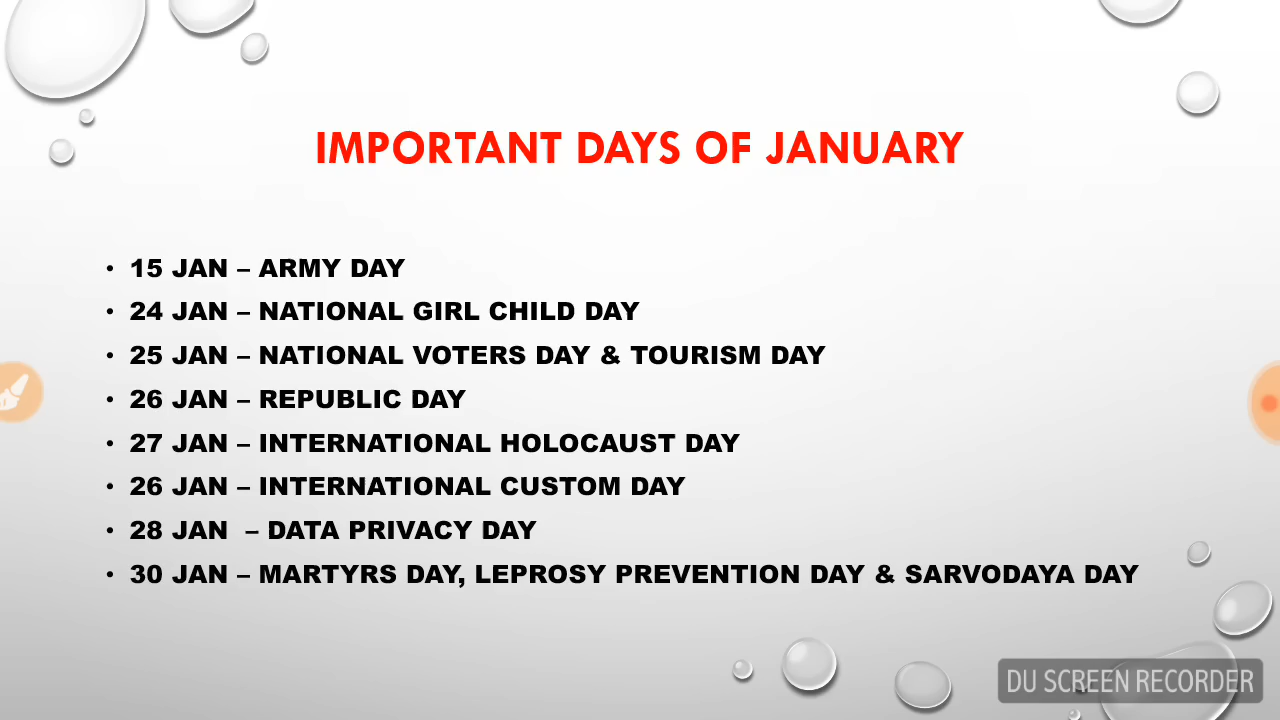 IMPORTANT DAYS OF JANUARY
• 15 JAN – ARMY DAY
• 24 JAN – NATIONAL GIRL CHILD DAY
• 25 JAN – NATIONAL VOTERS DAY & TOURISM DAY
• 26 JAN – REPUBLIC DAY
• 27 JAN – INTERNATIONAL HOLOCAUST DAY
• 26 JAN – INTERNATIONAL CUSTOM DAY
• 28 JAN – DATA PRIVACY DAY
• 30 JAN – MARTYRS DAY, LEPROSY PREVENTION DAY & SARVODAYA DAY
DU SCREEN RECORDER